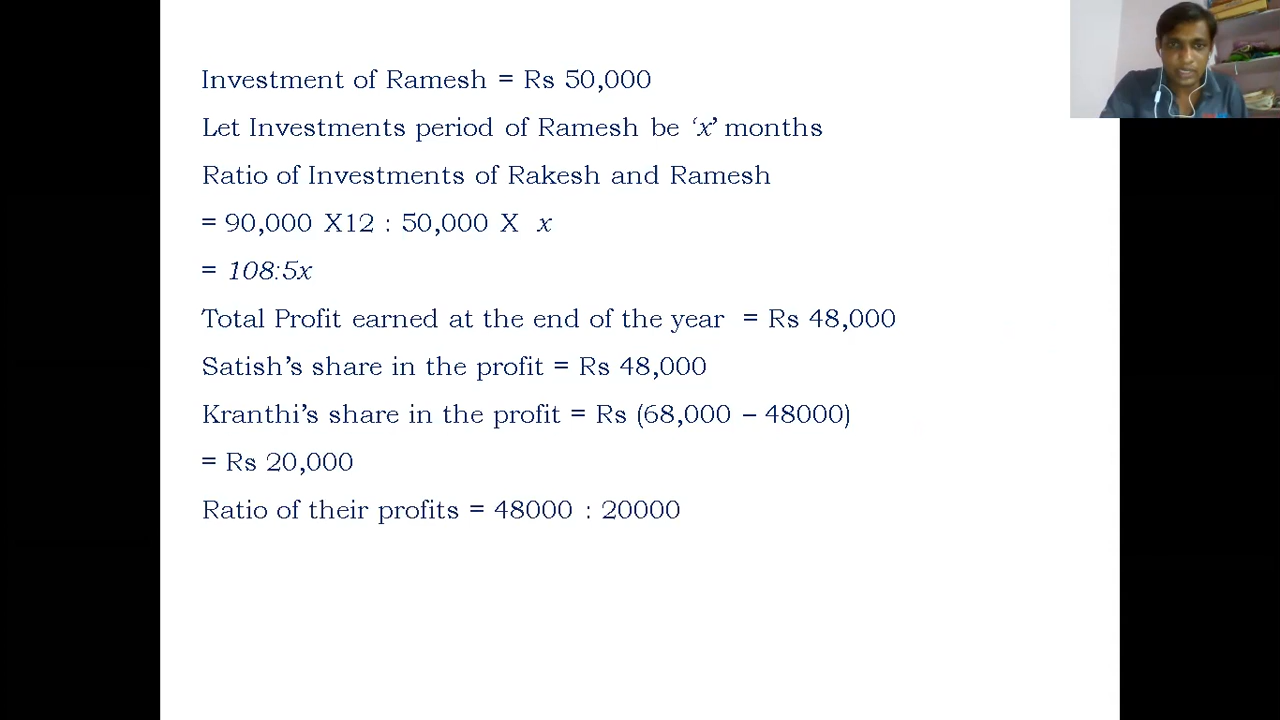 Investment of Ramesh = Rs 50,000
Let Investments period of Ramesh be ‘x’ months
Ratio of Investments of Rakesh and Ramesh
= 90,000 X12 : 50,000 X x
= 108:5x
Total Profit earned at the end of the year = Rs 48,000
Satish’s share in the profit = Rs 48,000
Kranthi’s share in the profit = Rs (68,000 – 48000)
= Rs 20,000
Ratio of their profits = 48000 : 20000